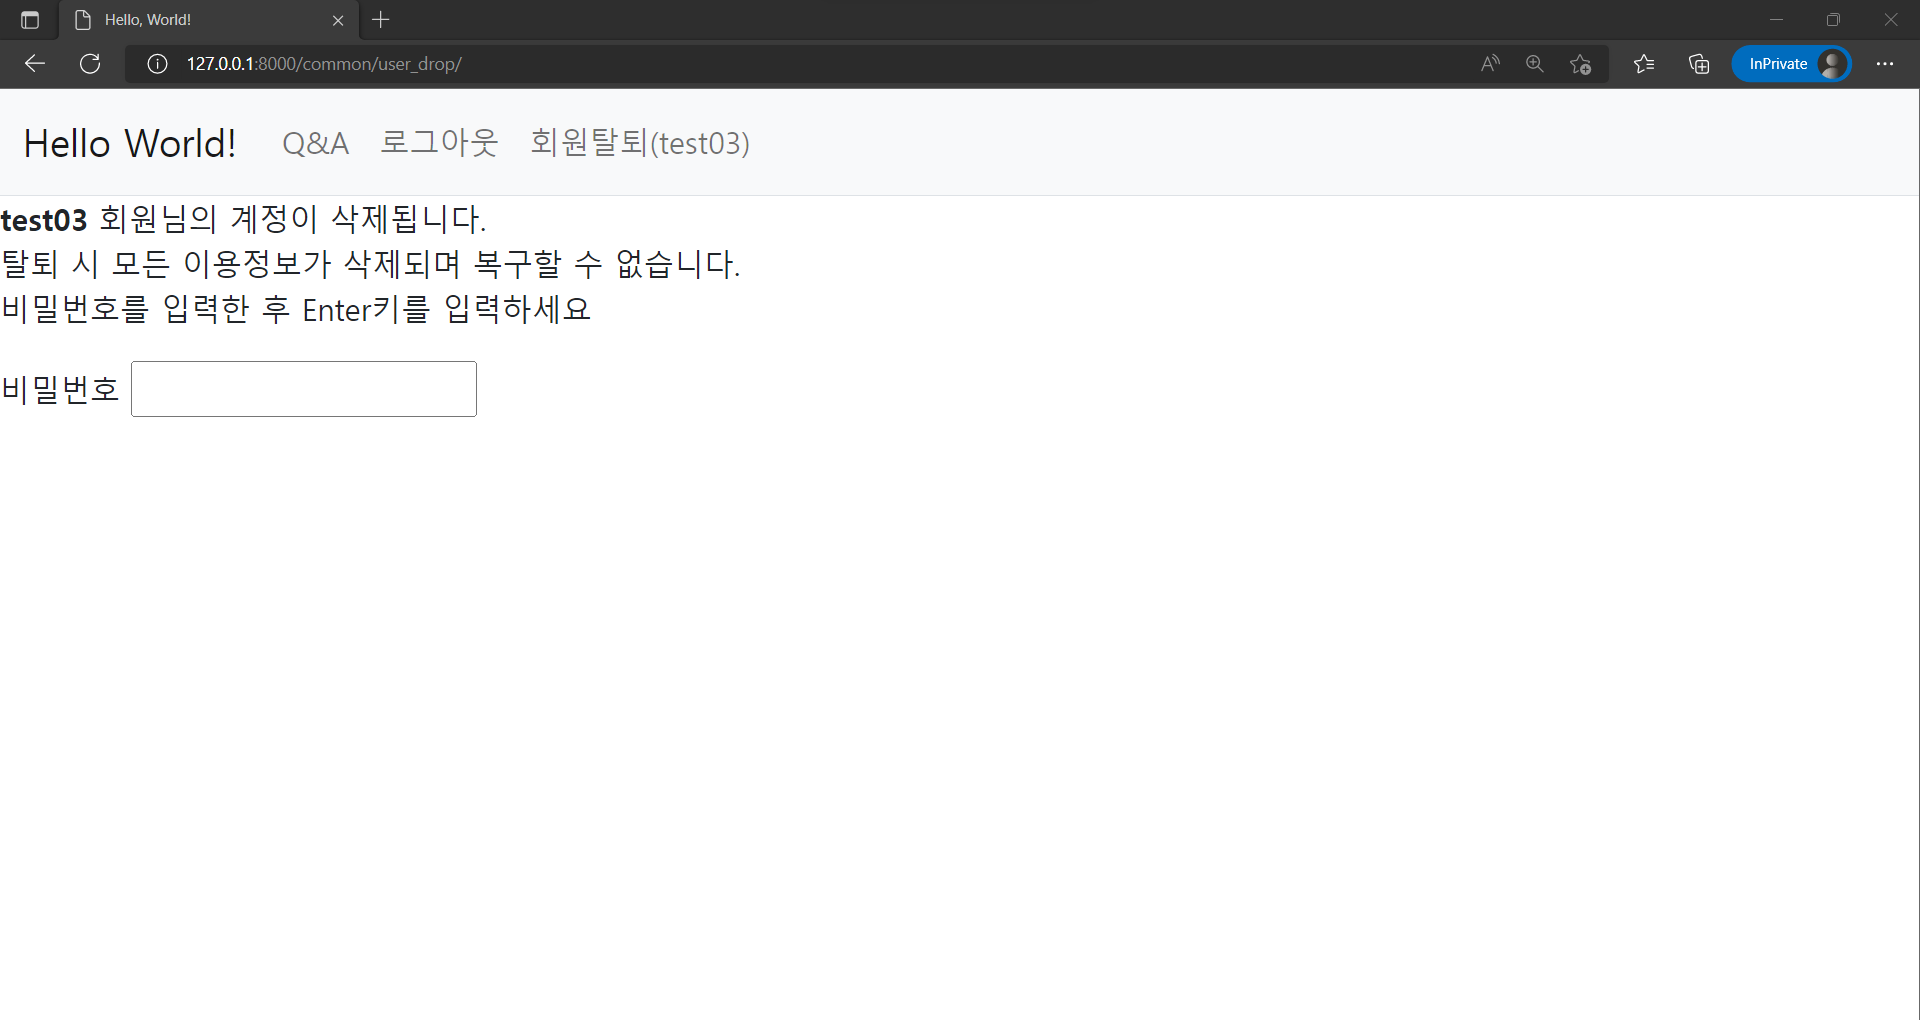 Hello, World!
127.0.0.1:8000/common/user_drop/
InPrivate
Hello World! Q&A 로그아웃 회원탈퇴(test03)
test03 회원님의 계정이 삭제됩니다.
탈퇴 시 모든 이용정보가 삭제되며 복구할 수 없습니다.
비밀번호를 입력한 후 Enter키를 입력하세요
비밀번호